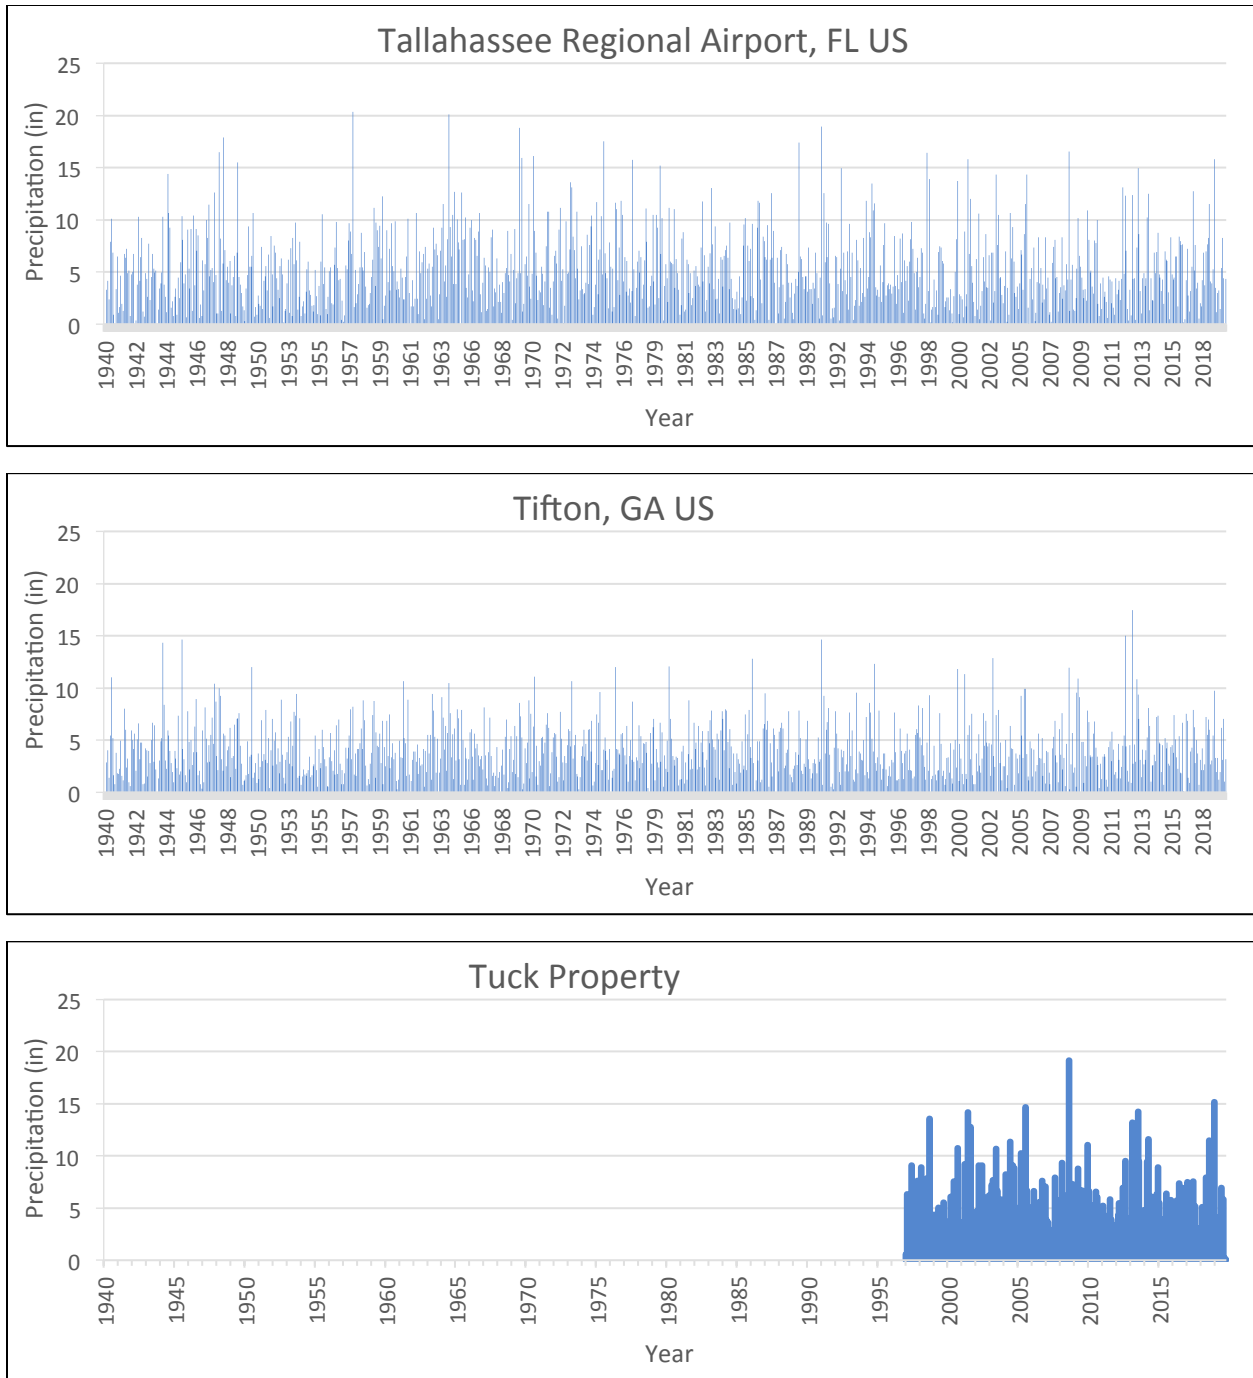 Tallahassee Regional Airport, FL US
Precipitation (in)
25
20
15
10
5
0
1940 1942 1944 1946 1948 1950 1953 1955 1957 1959 1961 1963 1966 1968 1970 1972 1974 1976 1979 1981 1983 1985 1987 1989 1992 1994 1996 1998 2000 2002 2005 2007 2009 2011 2013 2015 2018
Year
Tifton, GA US
Precipitation (in)
25
20
15
10
5
0
1940 1942 1944 1946 1948 1950 1953 1955 1957 1959 1961 1963 1966 1968 1970 1972 1974 1976 1979 1981 1983 1985 1987 1989 1992 1994 1996 1998 2000 2002 2005 2007 2009 2011 2013 2015 2018
Year
Tuck Property
Precipitation (in)
25
20
15
10
5
0
1940 1945 1950 1955 1960 1965 1970 1975 1980 1985 1990 1995 2000 2005 2010 2015
Year